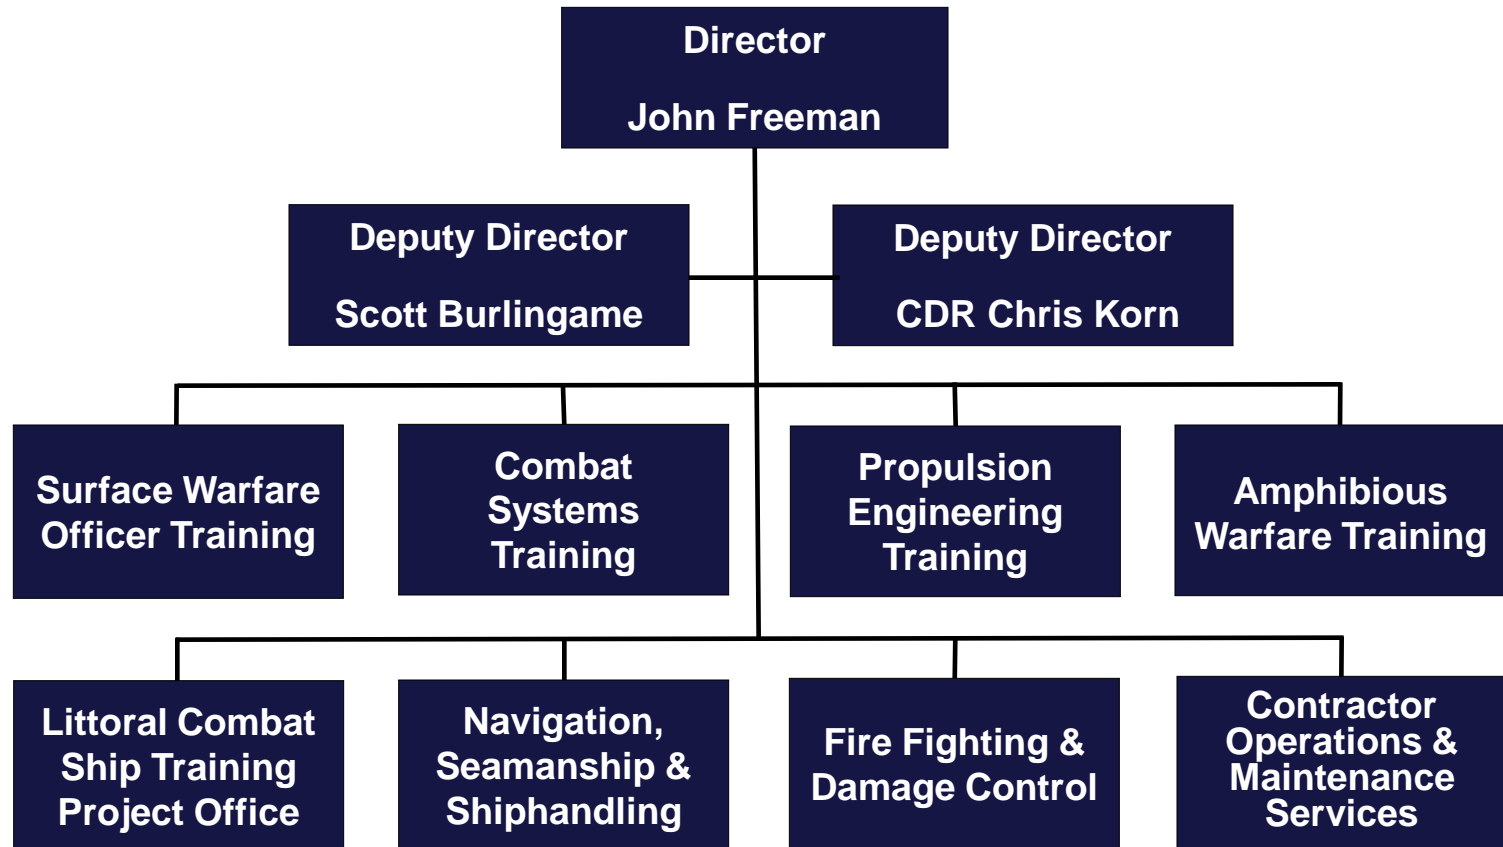 Director
John Freeman
Deputy Director
Scott Burlingame
Deputy Director
CDR Chris Korn
Surface Warfare
Officer Training
Combat
Systems
Training
Propulsion
Engineering
Training
Amphibious
Warfare Training
Littoral Combat
Ship Training
Project Office
Navigation,
Seamanship &
Shiphandling
Fire Fighting &
Damage Control
Contractor
Operations &
Maintenance
Services